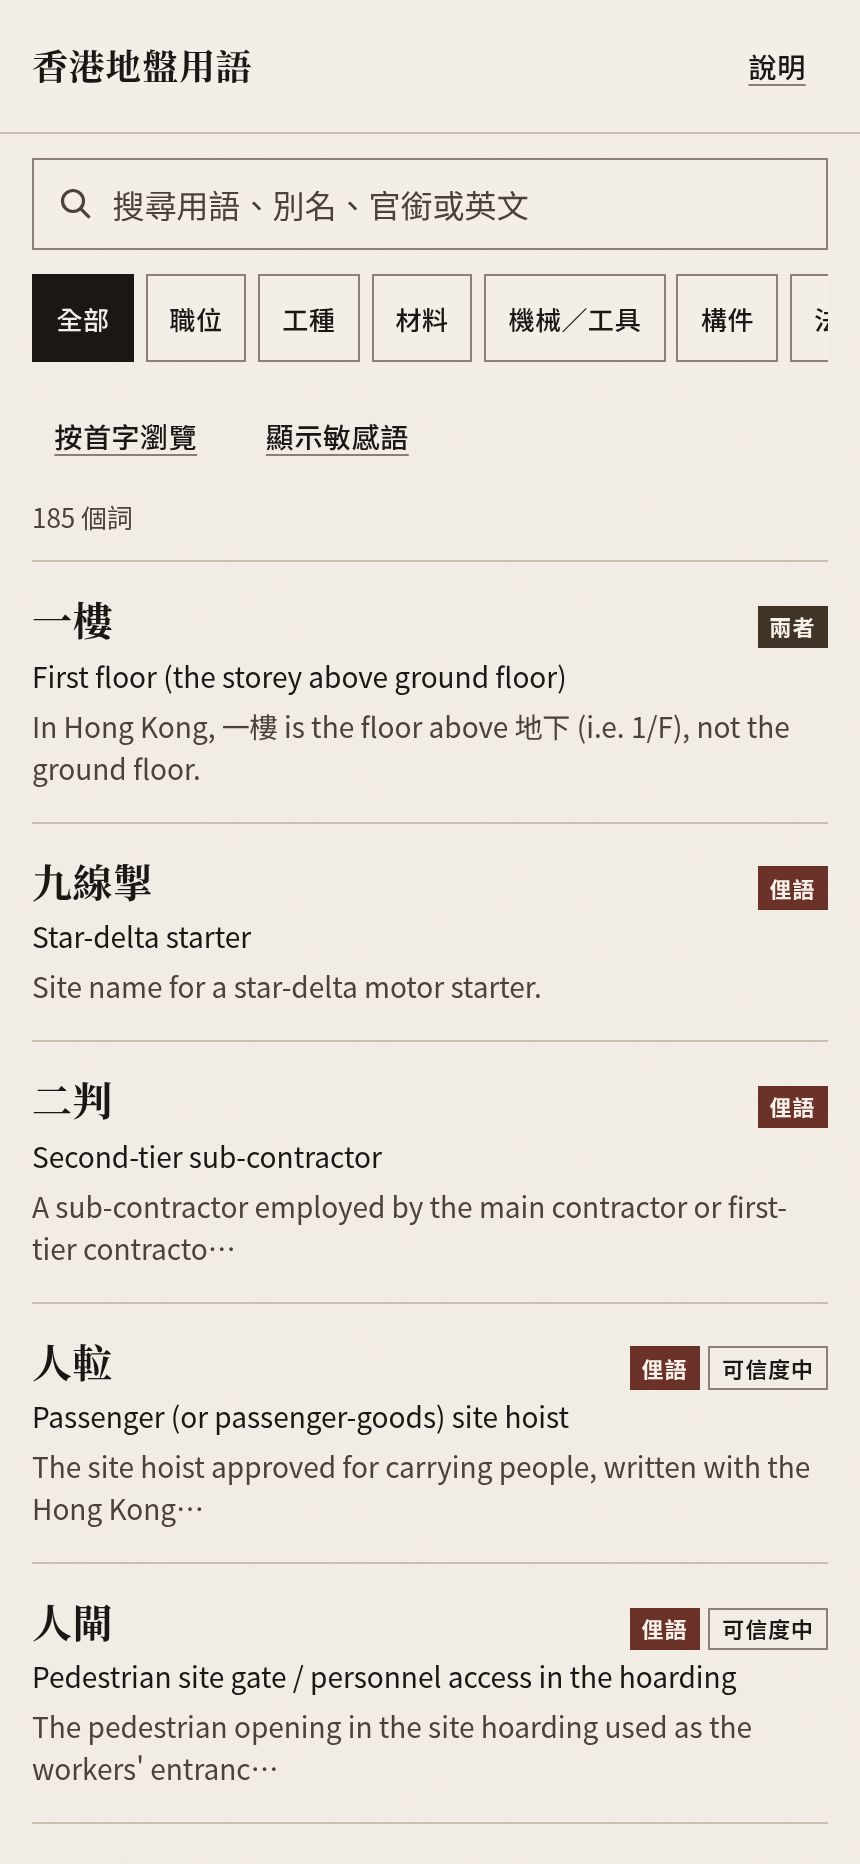 香港地盤用語
說明
搜尋用語、別名、官銜或英文
全部
職位
工種
材料
機械／工具
構件
按首字瀏覽
顯示敏感語
185 個詞
一樓
兩者
First floor (the storey above ground floor)
In Hong Kong, 一樓 is the floor above 地下 (i.e. 1/F), not the
ground floor.
九線掣
俚語
Star-delta starter
Site name for a star-delta motor starter.
二判
俚語
Second-tier sub-contractor
A sub-contractor employed by the main contractor or first-
tier contracto…
人𨋢
俚語
可信度中
Passenger (or passenger-goods) site hoist
The site hoist approved for carrying people, written with the
Hong Kong…
人閘
俚語
可信度中
Pedestrian site gate / personnel access in the hoarding
The pedestrian opening in the site hoarding used as the
workers' entranc…